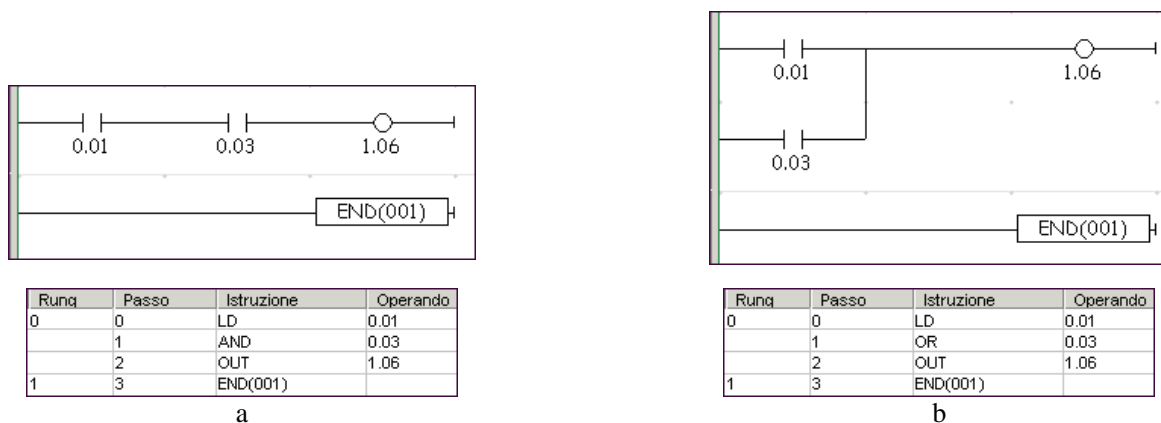 0.01 0.03 1.06
END(001)
Rung Passo Istruzione Operando
0 0 LD 0.01
1 AND 0.03
2 OUT 1.06
1 3 END(001)
a
0.01 1.06
0.03
END(001)
Rung Passo Istruzione Operando
0 0 LD 0.01
1 OR 0.03
2 OUT 1.06
1 3 END(001)
b